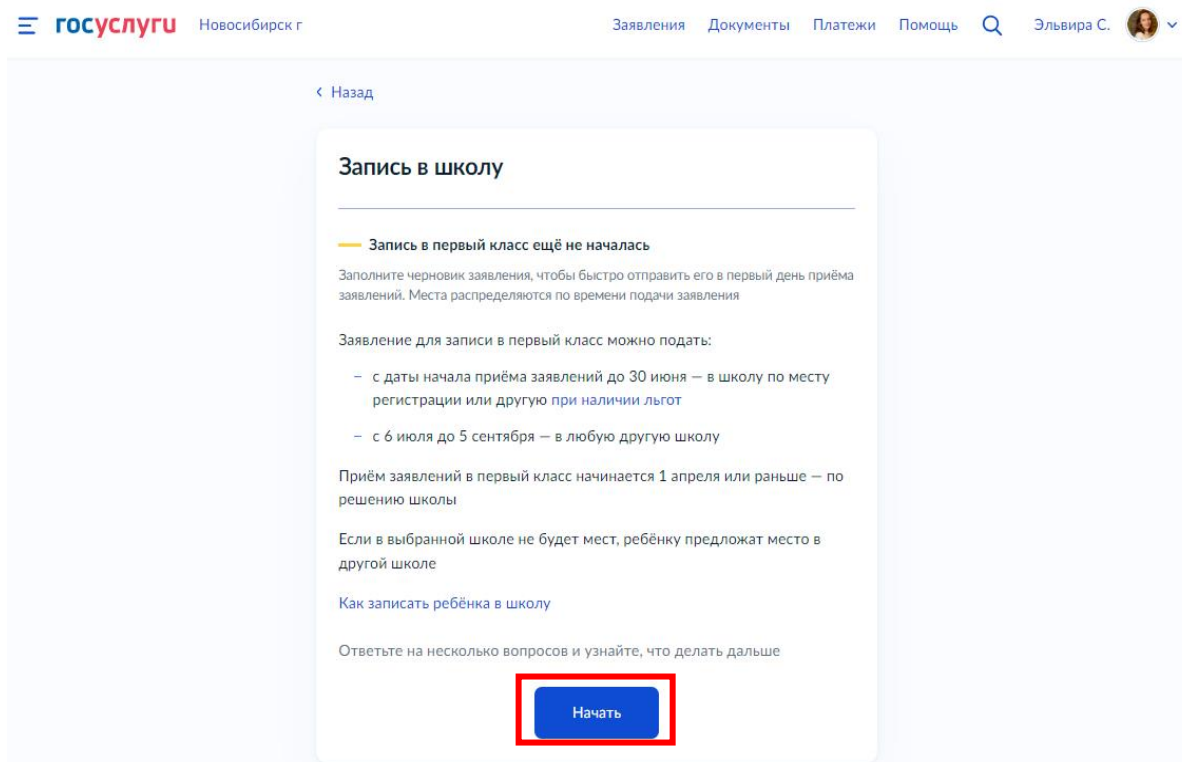 госуслуги Новосибирск г Заявления Документы Платежи Помощь Эльвира С.
Назад
Запись в школу
Запись в первый класс ещё не началась
Заполните черновик заявления, чтобы быстро отправить его в первый день приёма
заявлений. Места распределяются по времени подачи заявления
Заявление для записи в первый класс можно подать:
– с даты начала приёма заявлений до 30 июня — в школу по месту
регистрации или другую при наличии льгот
– с 6 июля до 5 сентября — в любую другую школу
Приём заявлений в первый класс начинается 1 апреля или раньше — по
решению школы
Если в выбранной школе не будет мест, ребёнку предложат место в
другой школе
Как записать ребёнка в школу
Ответьте на несколько вопросов и узнайте, что делать дальше
Начать